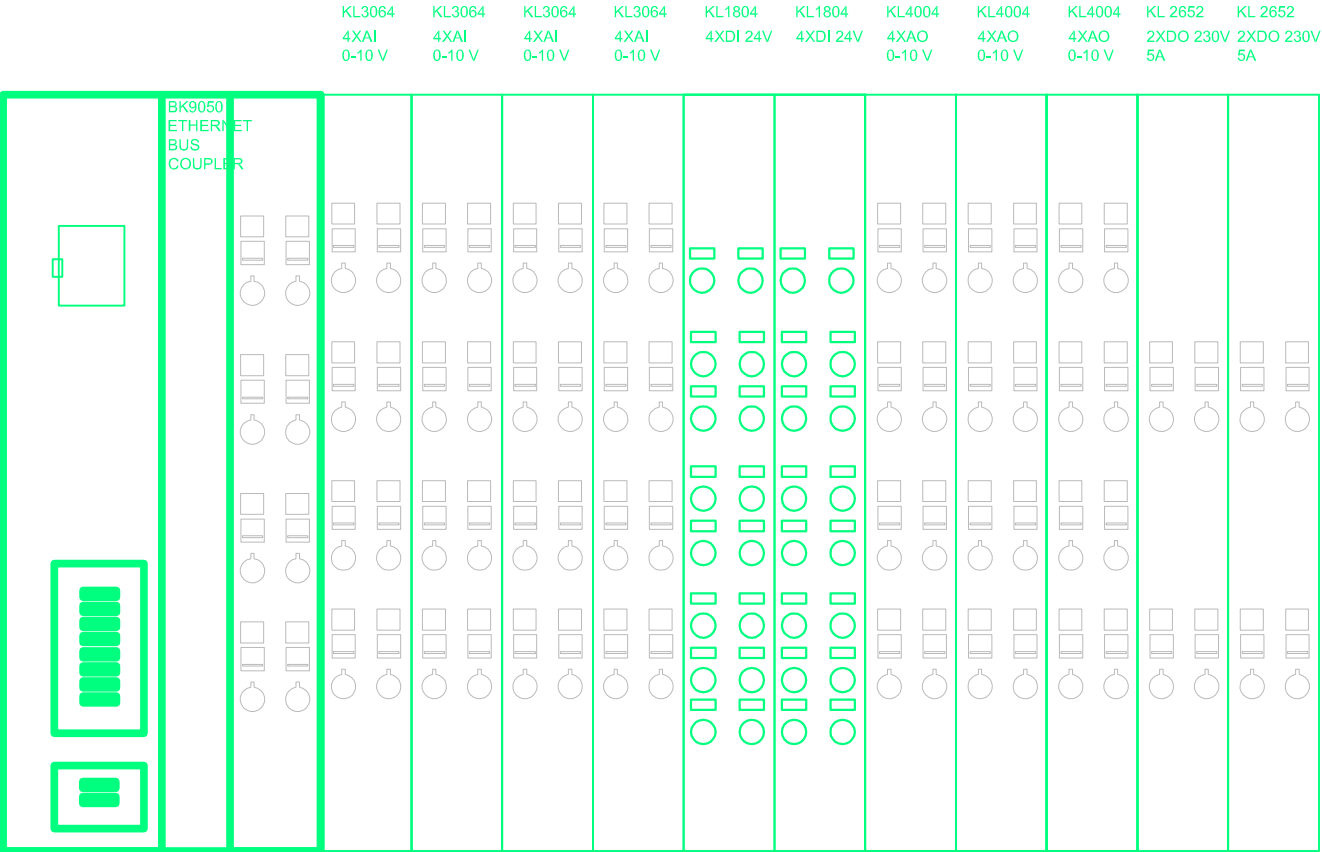 KL3064 KL3064 KL3064 KL3064 KL1804 KL1804 KL4004 KL4004 KL4004 KL 2652 KL 2652
4XAI 4XAI 4XAI 4XAI 4XDI 24V 4XDI 24V 4XAO 4XAO 4XAO 2XDO 230V 2XDO 230V
0-10 V 0-10 V 0-10 V 0-10 V 0-10 V 0-10 V 0-10 V 5A 5A
BK9050
ETHERNET
BUS
COUPLER